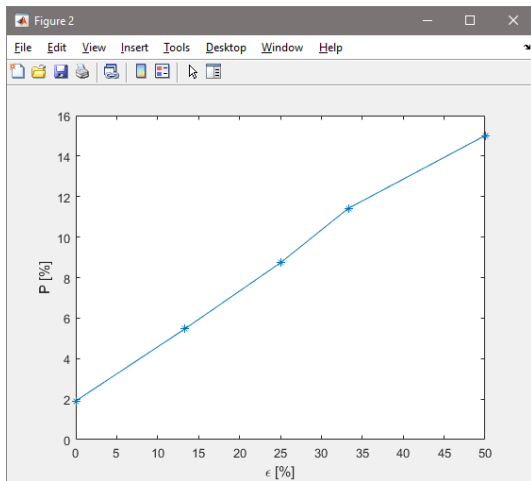 Figure 2
File Edit View Insert Tools Desktop Window Help
16
14
12
10
8
6
4
2
0
P [%]
0 5 10 15 20 25 30 35 40 45 50
ϵ [%]